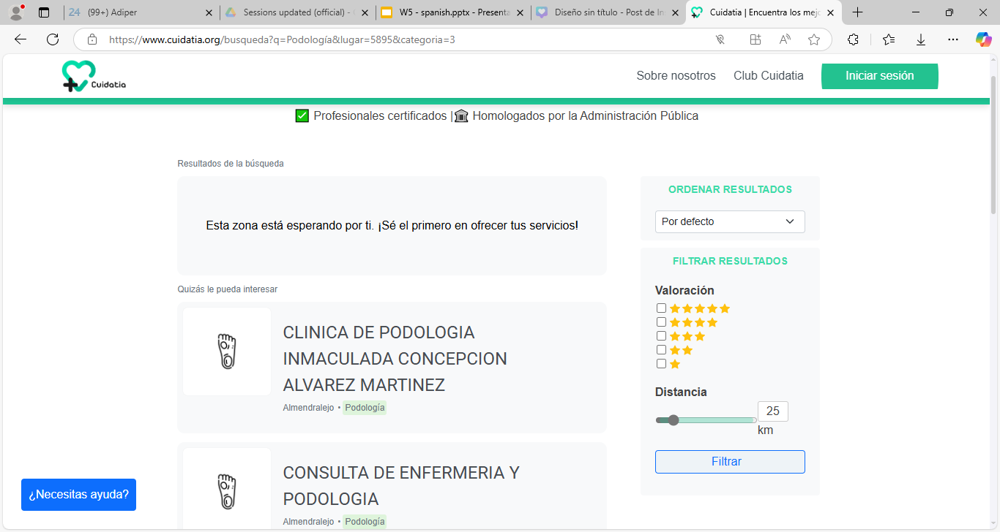 24 (99+) Adiper
Sessions updated (official) -
W5 - spanish.pptx - Presenta
Diseño sin título - Post de In
Cuidatia | Encuentra los mejo
https://www.cuidatia.org/busqueda?q=Podología&lugar=5895&categoria=3
Cuidatia
Sobre nosotros
Club Cuidatia
Iniciar sesión
Profesionales certificados | Homologados por la Administración Pública
Resultados de la búsqueda
Esta zona está esperando por ti. ¡Sé el primero en ofrecer tus servicios!
Quizás le pueda interesar
CLINICA DE PODOLOGIA
INMACULADA CONCEPCION
ALVAREZ MARTINEZ
Almendralejo • Podología
CONSULTA DE ENFERMERIA Y
PODOLOGIA
Almendralejo • Podología
ORDENAR RESULTADOS
Por defecto
FILTRAR RESULTADOS
Valoración
Distancia
25
km
Filtrar
¿Necesitas ayuda?